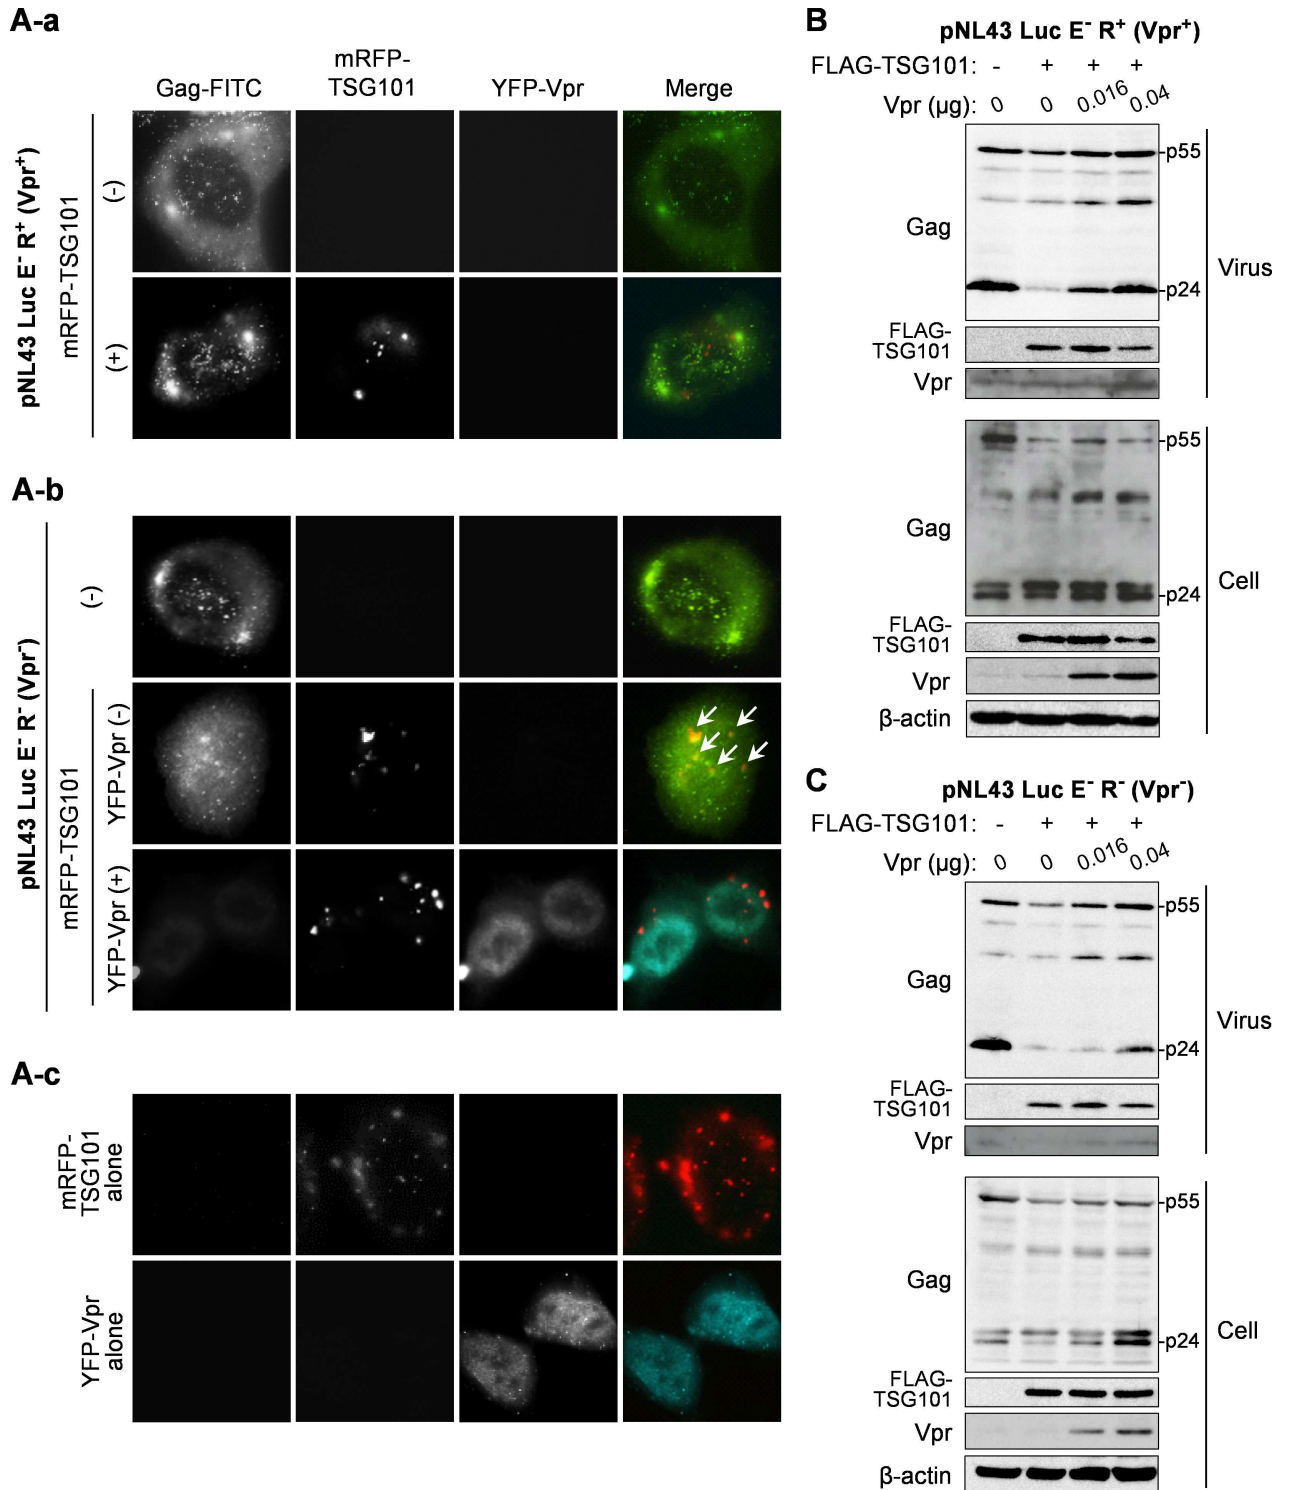 A-a
Gag-FITC
mRFP-
TSG101
YFP-Vpr
Merge
pNL43 Luc E⁻ R⁺ (Vpr⁺)
mRFP-TSG101
(-)
(+)
A-b
pNL43 Luc E⁻ R⁻ (Vpr⁻)
(-)
mRFP-TSG101
YFP-Vpr (-)
YFP-Vpr (+)
A-c
mRFP-
TSG101
alone
YFP-Vpr
alone
B
pNL43 Luc E⁻ R⁺ (Vpr⁺)
FLAG-TSG101: - + + +
Vpr (μg): 0 0 0.016 0.04
Gag
p55
p24
FLAG-
TSG101
Vpr
Virus
Gag
p55
p24
FLAG-
TSG101
Vpr
β-actin
Cell
C
pNL43 Luc E⁻ R⁻ (Vpr⁻)
FLAG-TSG101: - + + +
Vpr (μg): 0 0 0.016 0.04
Gag
p55
p24
FLAG-
TSG101
Vpr
Virus
Gag
p55
p24
FLAG-
TSG101
Vpr
β-actin
Cell